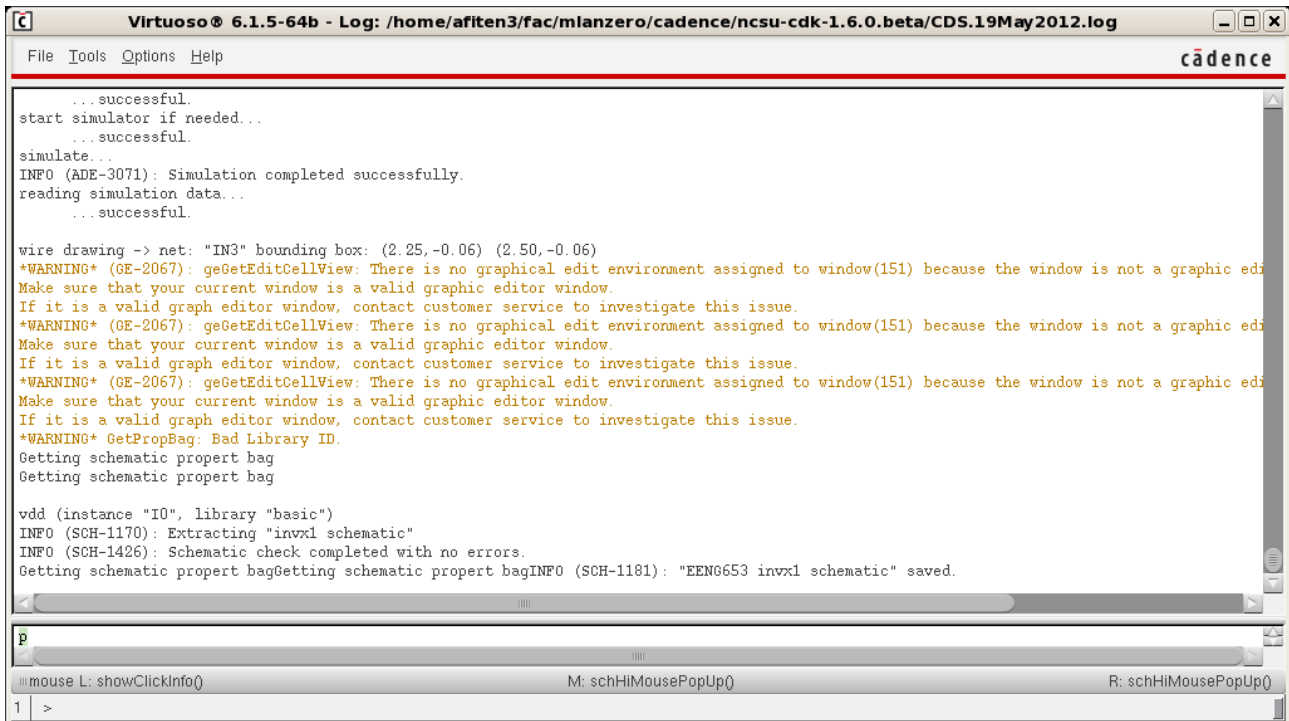 Virtuoso® 6.1.5-64b - Log: /home/afiten3/fac/mlanzero/cadence/ncsu-cdk-1.6.0.beta/CDS.19May2012.log
File Tools Options Help
cādence
...successful.
start simulator if needed...
...successful.
simulate...
INFO (ADE-3071): Simulation completed successfully.
reading simulation data...
...successful.
wire drawing -> net: "IN3" bounding box: (2.25,-0.06) (2.50,-0.06)
*WARNING* (GE-2067): geGetEditCellView: There is no graphical edit environment assigned to window(151) because the window is not a graphic edi
Make sure that your current window is a valid graphic editor window.
If it is a valid graph editor window, contact customer service to investigate this issue.
*WARNING* (GE-2067): geGetEditCellView: There is no graphical edit environment assigned to window(151) because the window is not a graphic edi
Make sure that your current window is a valid graphic editor window.
If it is a valid graph editor window, contact customer service to investigate this issue.
*WARNING* (GE-2067): geGetEditCellView: There is no graphical edit environment assigned to window(151) because the window is not a graphic edi
Make sure that your current window is a valid graphic editor window.
If it is a valid graph editor window, contact customer service to investigate this issue.
*WARNING* GetPropBag: Bad Library ID.
Getting schematic propert bag
Getting schematic propert bag
vdd (instance "I0", library "basic")
INFO (SCH-1170): Extracting "invx1 schematic"
INFO (SCH-1426): Schematic check completed with no errors.
Getting schematic propert bagGetting schematic propert bagINFO (SCH-1181): "EENG653 invx1 schematic" saved.
p
mouse L: showClickInfo() M: schHiMousePopUp() R: schHiMousePopUp()
1 >